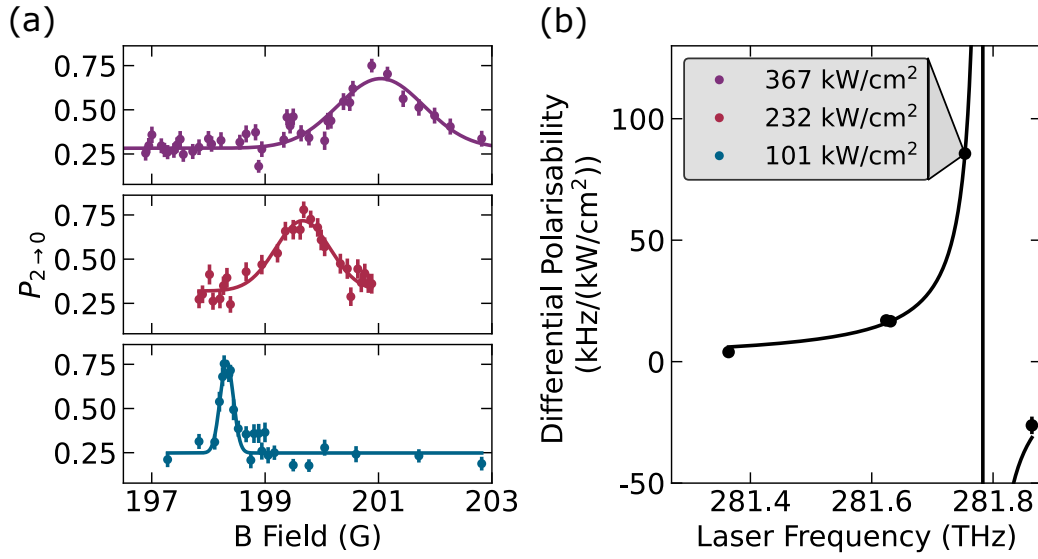 (a)
0.75
0.50
0.25
0.75
0.50
0.25
0.75
0.50
0.25
P2→0
197 199 201 203
B Field (G)
(b)
367 kW/cm²
232 kW/cm²
101 kW/cm²
100
50
0
-50
Differential Polarisability
(kHz/(kW/cm²))
281.4 281.6 281.8
Laser Frequency (THz)